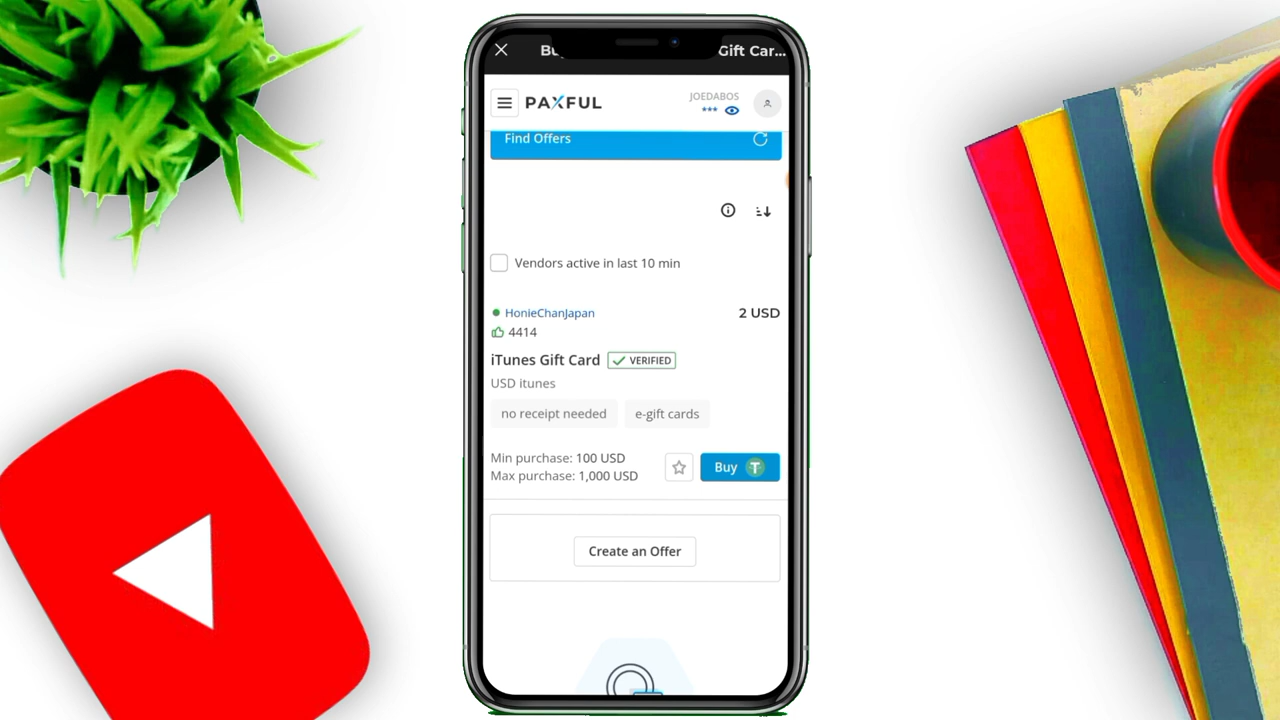 Gift Car...
PAXFUL
JOEDABOS
***
Find Offers
Vendors active in last 10 min
HonieChanJapan
2 USD
4414
iTunes Gift Card
VERIFIED
USD itunes
no receipt needed
e-gift cards
Min purchase: 100 USD
Max purchase: 1,000 USD
Buy
Create an Offer